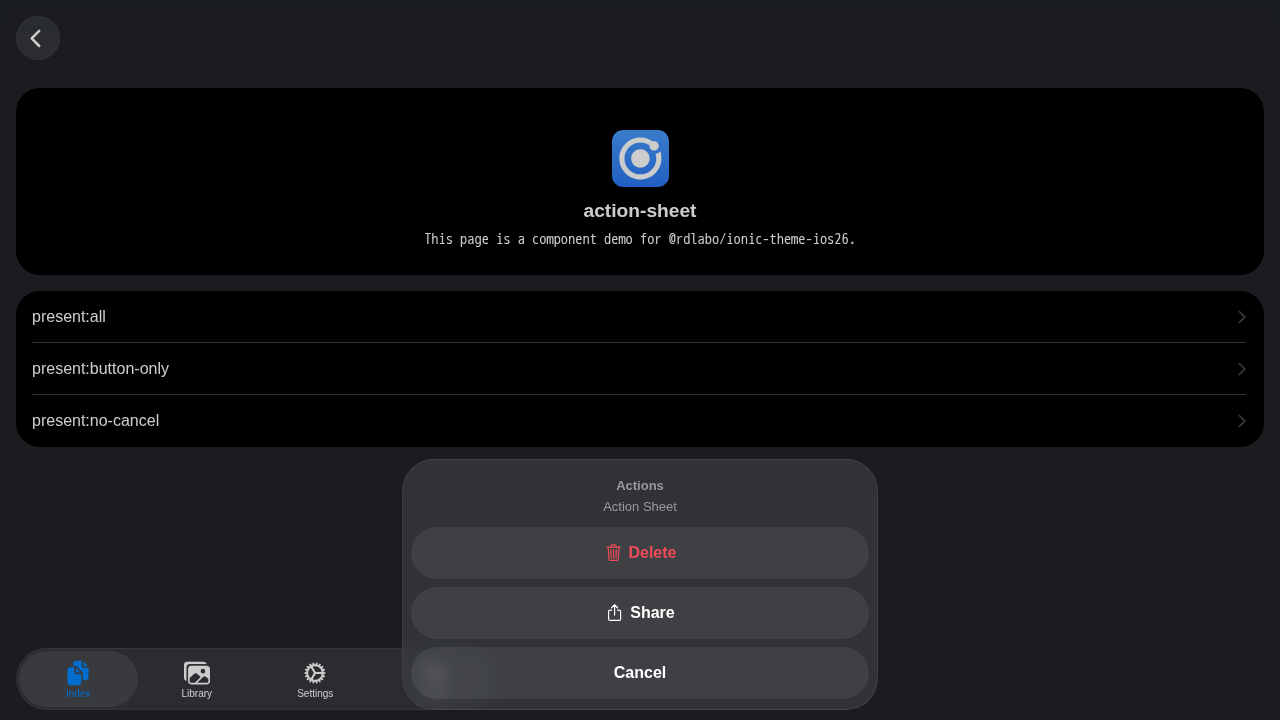 action-sheet
This page is a component demo for @rdlabo/ionic-theme-ios26.
present:all
present:button-only
present:no-cancel
Actions
Action Sheet
Delete
Share
Cancel
Index
Library
Settings